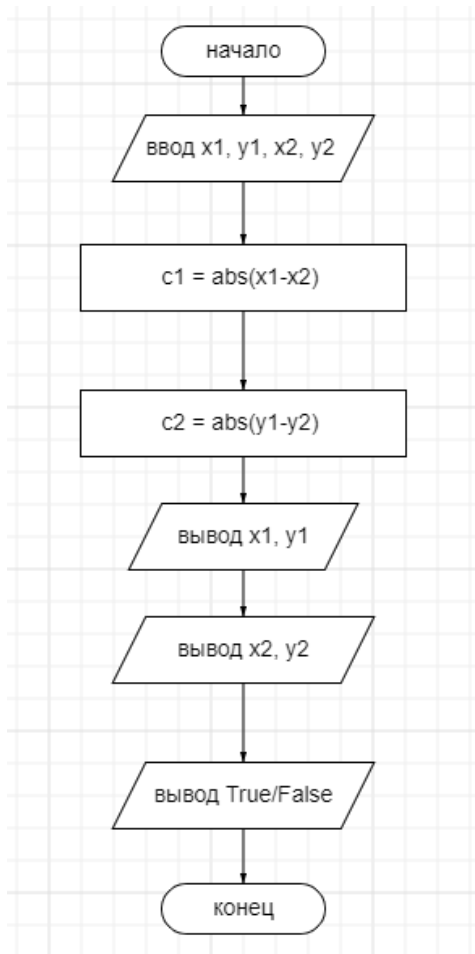 начало
ввод x1, y1, x2, y2
c1 = abs(x1-x2)
c2 = abs(y1-y2)
вывод x1, y1
вывод x2, y2
вывод True/False
конец